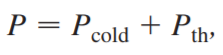 P = P_cold + P_th,